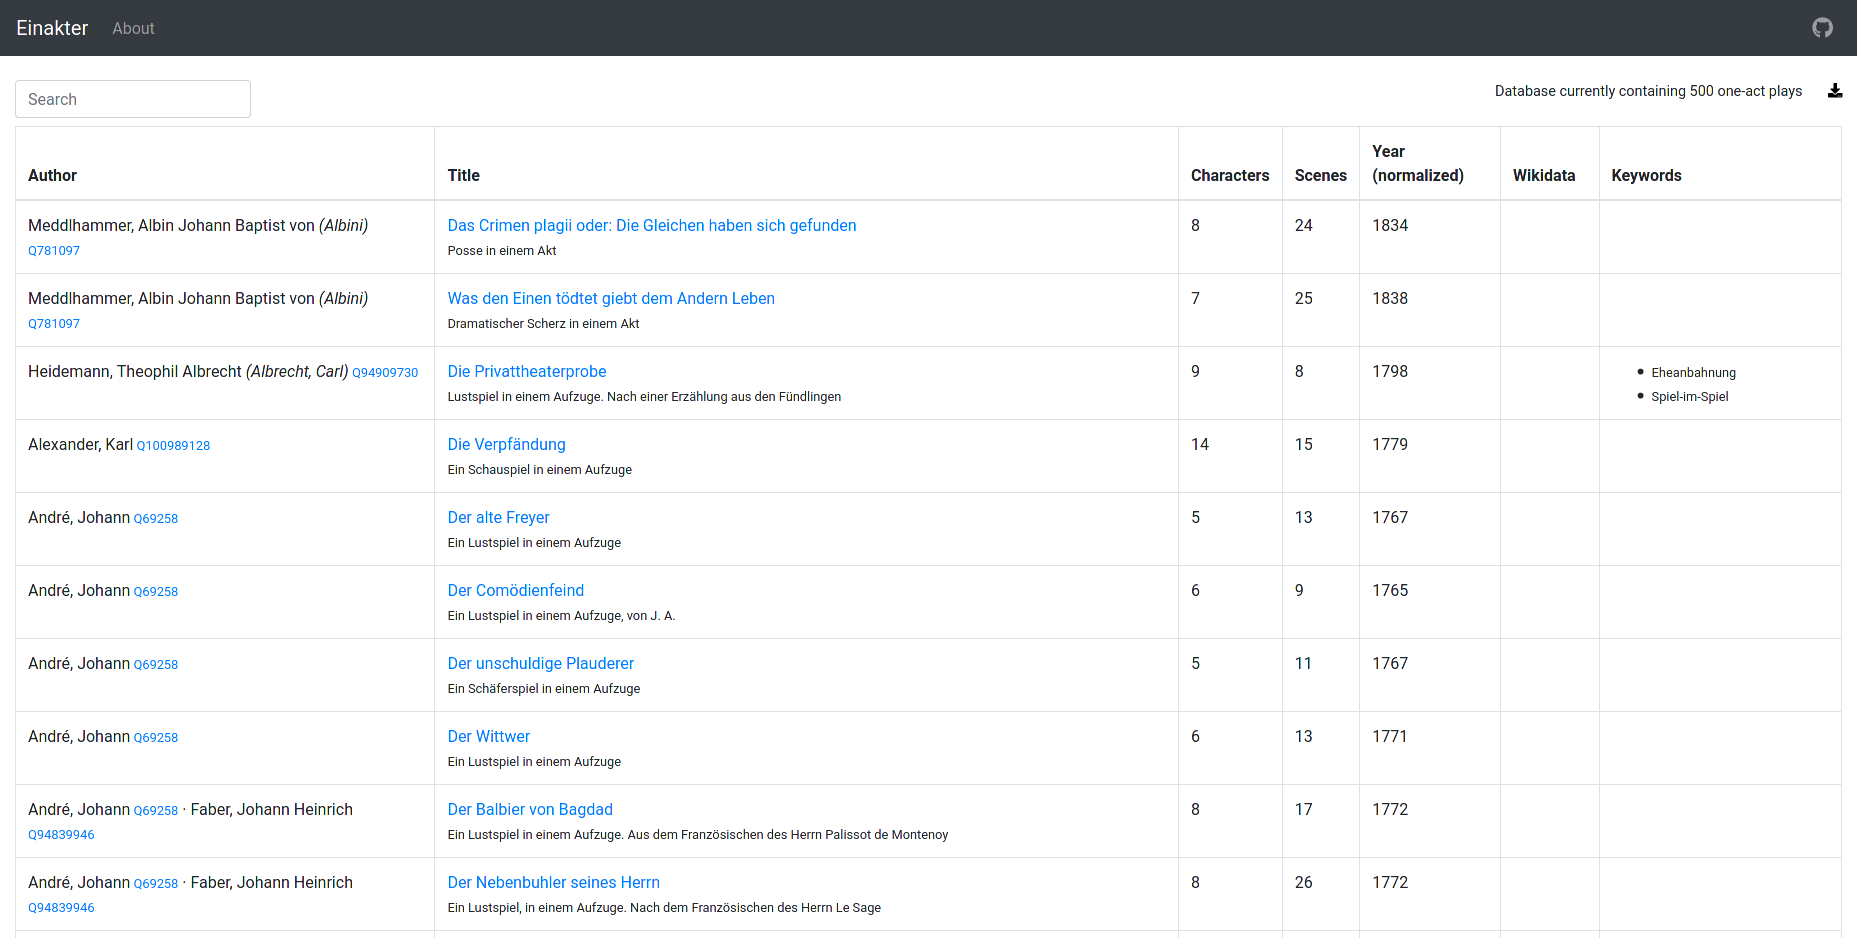 Einakter About
Search
Database currently containing 500 one-act plays
Author Title Characters Scenes Year (normalized) Wikidata Keywords
Meddlhammer, Albin Johann Baptist von (Albini) Das Crimen plagii oder: Die Gleichen haben sich gefunden 8 24 1834
Q781097 Posse in einem Akt
Meddlhammer, Albin Johann Baptist von (Albini) Was den Einen tödtet giebt dem Andern Leben 7 25 1838
Q781097 Dramatischer Scherz in einem Akt
Heidemann, Theophil Albrecht (Albrecht, Carl) Q94909730 Die Privattheaterprobe 9 8 1798 Eheanbahnung
Lustspiel in einem Aufzuge. Nach einer Erzählung aus den Fündlingen Spiel-im-Spiel
Alexander, Karl Q100989128 Die Verpfändung 14 15 1779
Ein Schauspiel in einem Aufzuge
André, Johann Q69258 Der alte Freyer 5 13 1767
Ein Lustspiel in einem Aufzuge
André, Johann Q69258 Der Comödienfeind 6 9 1765
Ein Lustspiel in einem Aufzuge, von J. A.
André, Johann Q69258 Der unschuldige Plauderer 5 11 1767
Ein Schäferspiel in einem Aufzuge
André, Johann Q69258 Der Wittwer 6 13 1771
Ein Lustspiel in einem Aufzuge
André, Johann Q69258 · Faber, Johann Heinrich Der Balbier von Bagdad 8 17 1772
Q94839946 Ein Lustspiel in einem Aufzuge. Aus dem Französischen des Herrn Palissot de Montenoy
André, Johann Q69258 · Faber, Johann Heinrich Der Nebenbuhler seines Herrn 8 26 1772
Q94839946 Ein Lustspiel, in einem Aufzuge. Nach dem Französischen des Herrn Le Sage